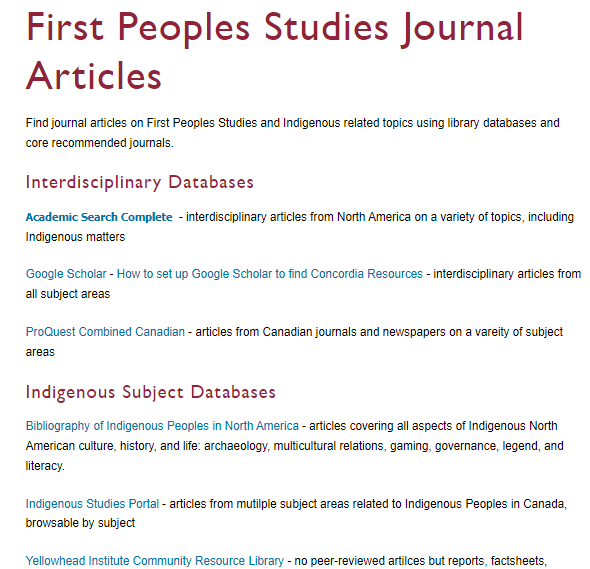 First Peoples Studies Journal
Articles
Find journal articles on First Peoples Studies and Indigenous related topics using library databases and
core recommended journals.
Interdisciplinary Databases
Academic Search Complete - interdisciplinary articles from North America on a variety of topics, including
Indigenous matters
Google Scholar - How to set up Google Scholar to find Concordia Resources - interdisciplinary articles from
all subject areas
ProQuest Combined Canadian - articles from Canadian journals and newspapers on a vareity of subject
areas
Indigenous Subject Databases
Bibliography of Indigenous Peoples in North America - articles covering all aspects of Indigenous North
American culture, history, and life: archaeology, multicultural relations, gaming, governance, legend, and
literacy.
Indigenous Studies Portal - articles from mutilple subject areas related to Indigenous Peoples in Canada,
browsable by subject
Yellowhead Institute Community Resource Library - no peer-reviewed artilces but reports, factsheets,